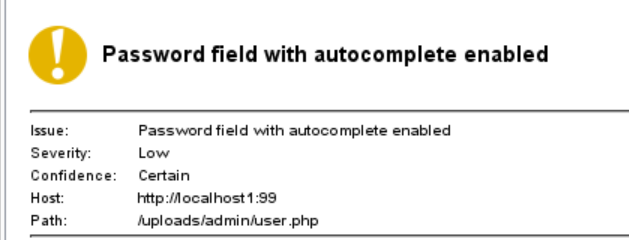 Password field with autocomplete enabled
Issue: Password field with autocomplete enabled
Severity: Low
Confidence: Certain
Host: http://localhost1:99
Path: /uploads/admin/user.php